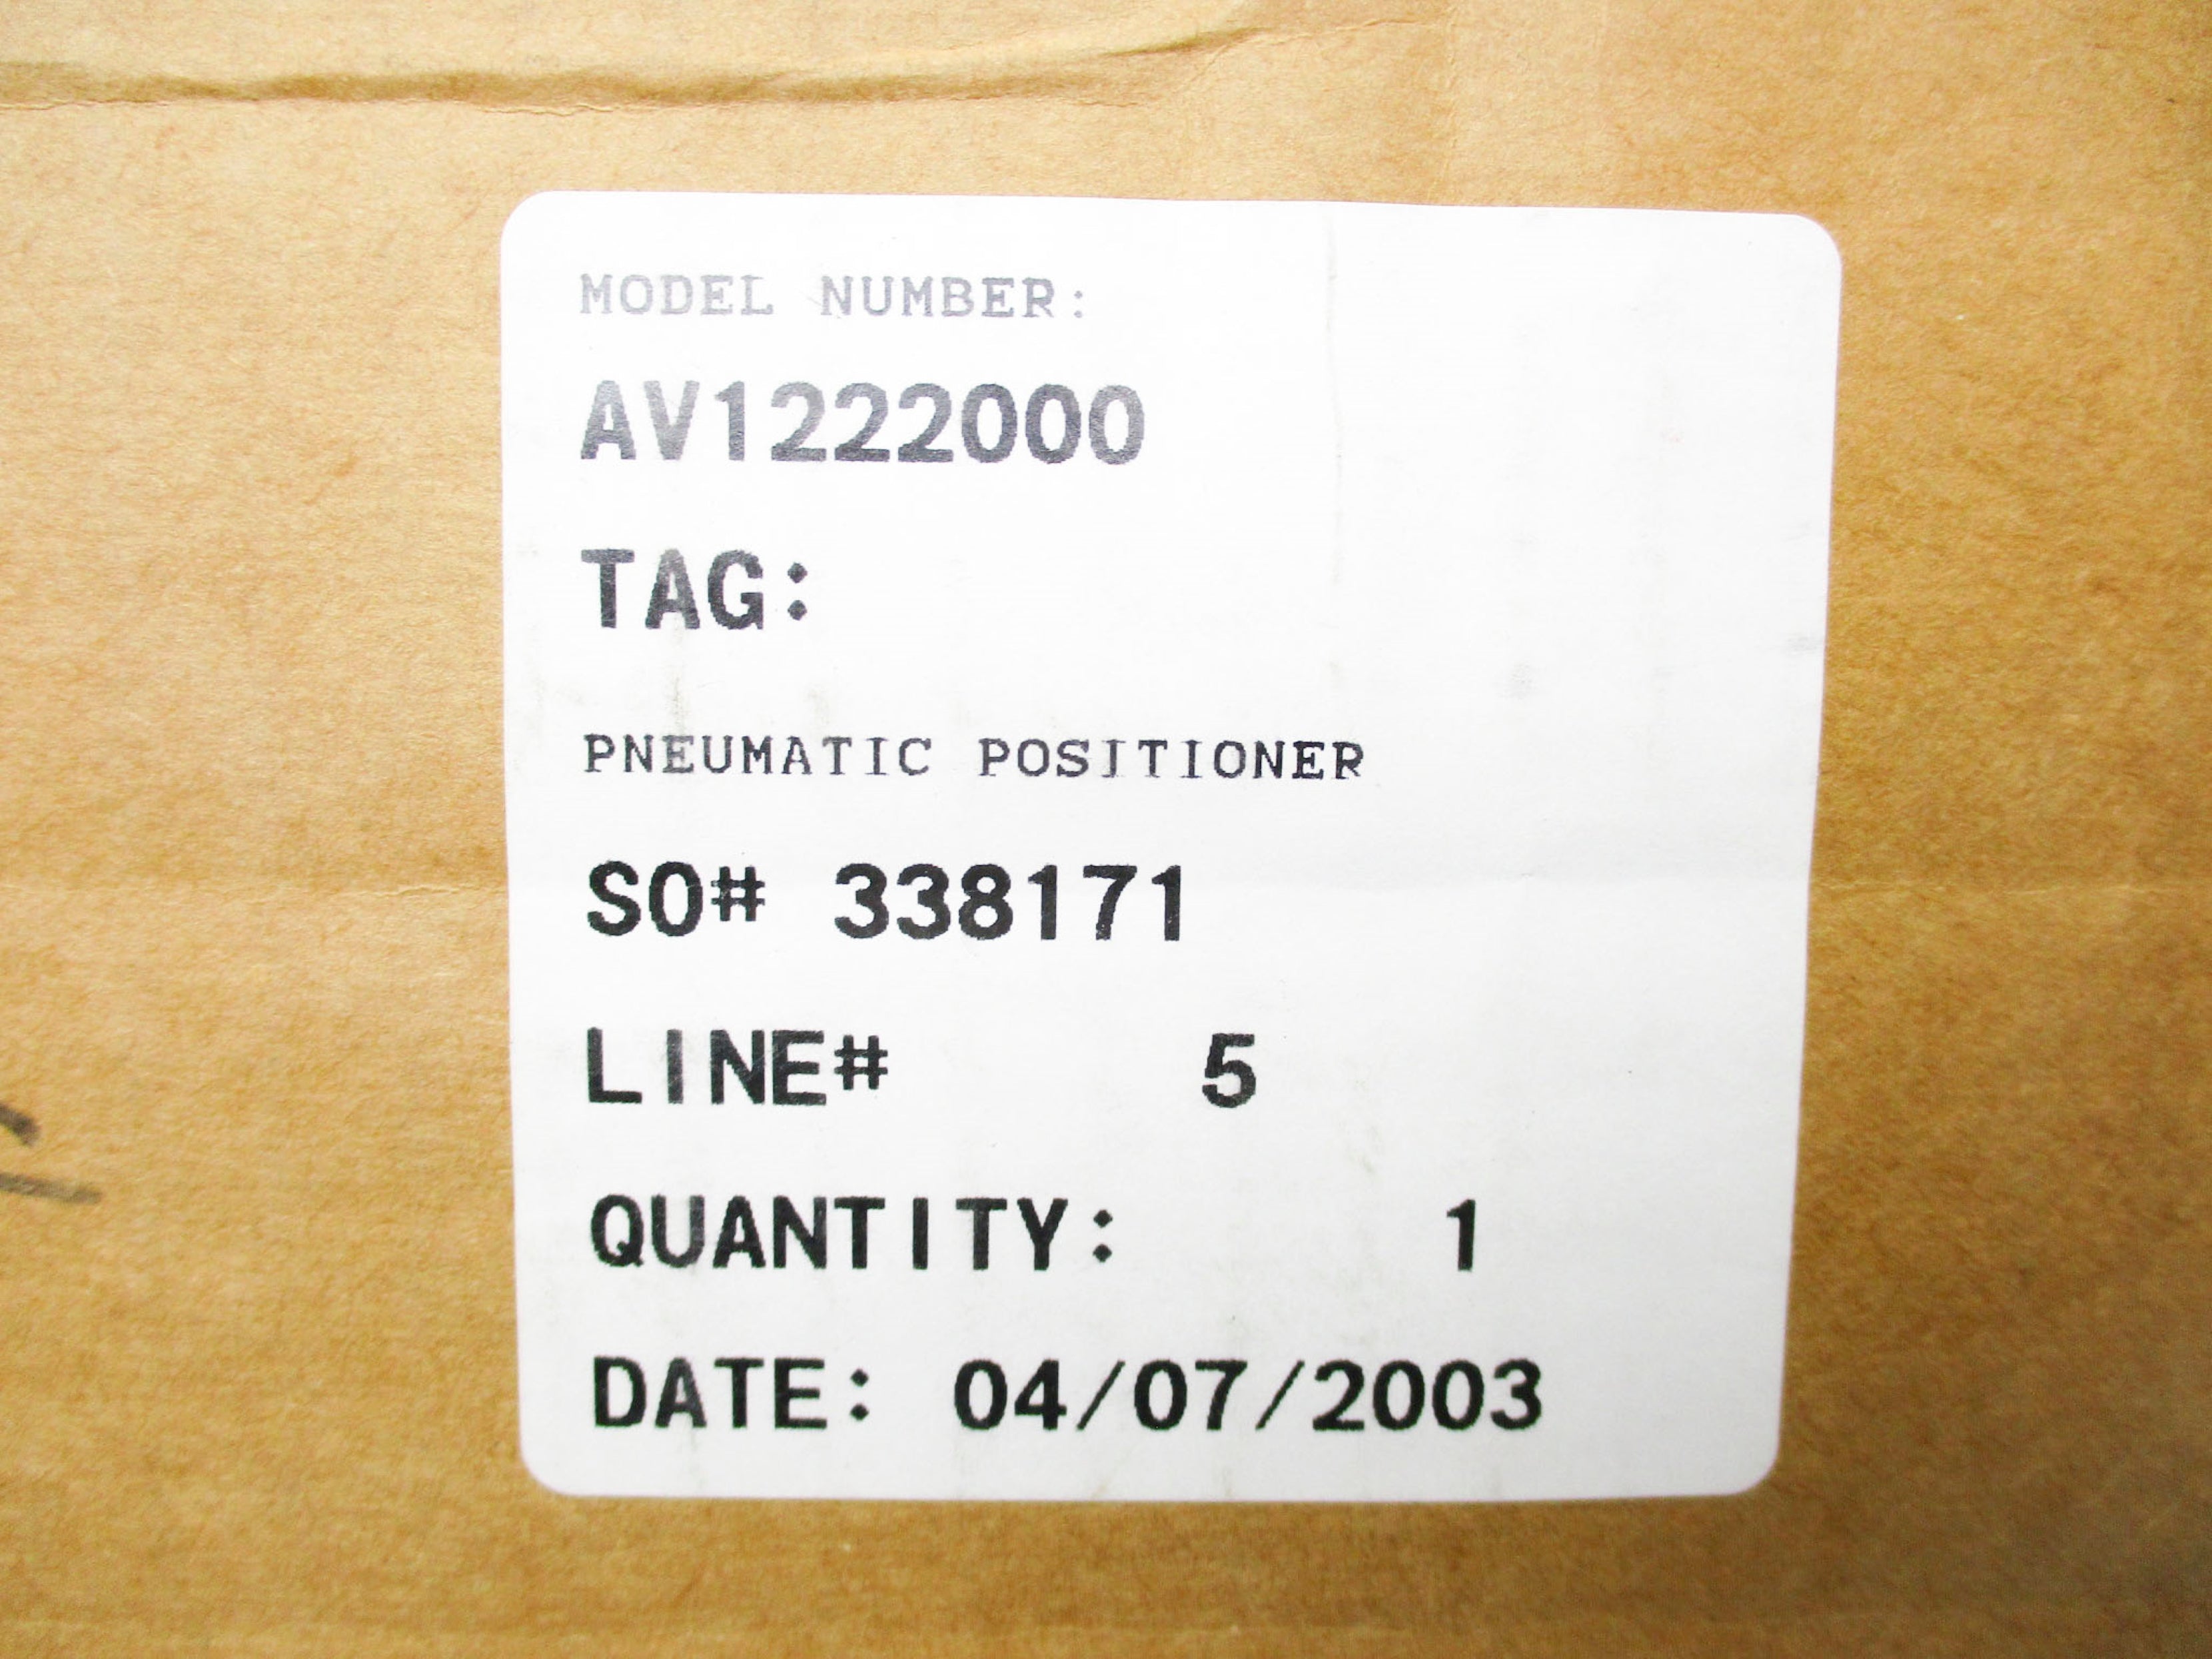 MODEL NUMBER:
AV1222000
TAG:
PNEUMATIC POSITIONER
SO# 338171
LINE# 5
QUANTITY: 1
DATE: 04/07/2003